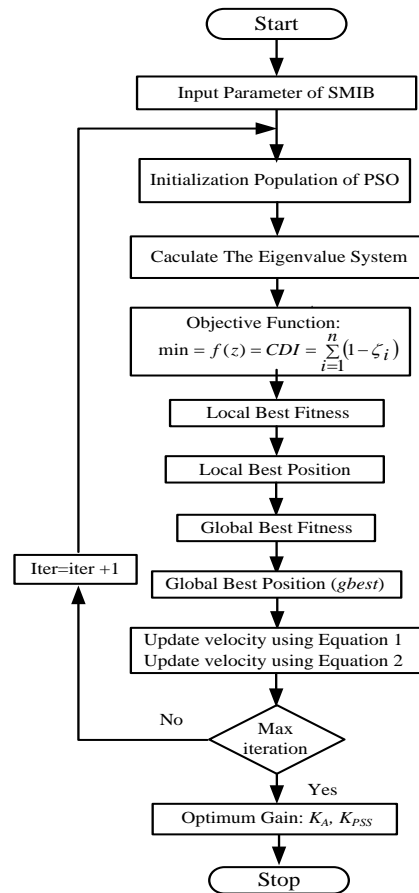 Start
Input Parameter of SMIB
Initialization Population of PSO
Caculate The Eigenvalue System
Objective Function:
min = f(z) = CDI = ∑_{i=1}^{n}(1−ζ_i)
Local Best Fitness
Local Best Position
Global Best Fitness
Iter=iter +1
Global Best Position (gbest)
Update velocity using Equation 1
Update velocity using Equation 2
No
Max
iteration
Yes
Optimum Gain: K_A, K_PSS
Stop